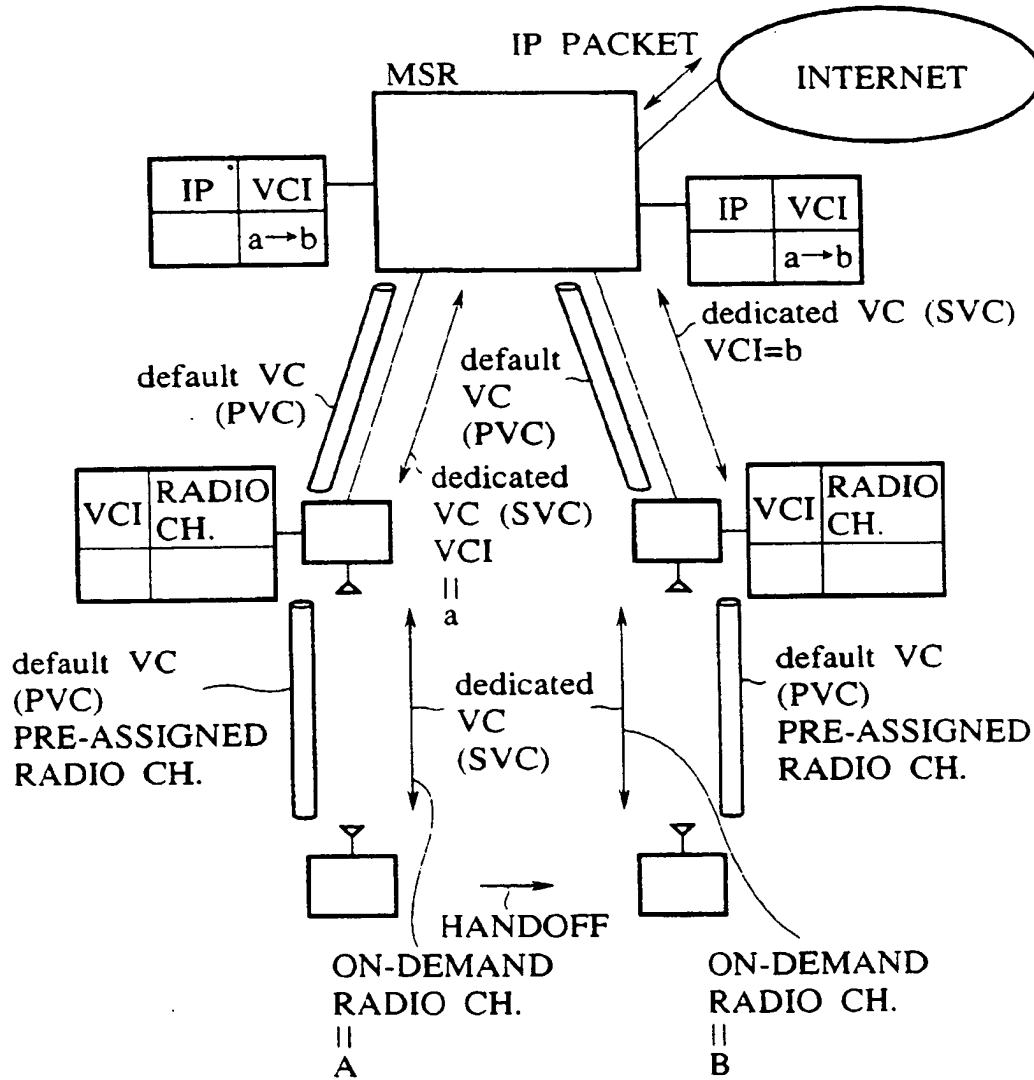 IP PACKET
MSR
INTERNET
IP VCI
a→b
IP VCI
a→b
dedicated VC (SVC)
VCI=b
default VC
(PVC)
default
VC
(PVC)
dedicated
VC (SVC)
VCI
||
a
VCI RADIO
CH.
VCI RADIO
CH.
default VC
(PVC)
PRE-ASSIGNED
RADIO CH.
dedicated
VC
(SVC)
default VC
(PVC)
PRE-ASSIGNED
RADIO CH.
HANDOFF
ON-DEMAND
RADIO CH.
||
A
ON-DEMAND
RADIO CH.
||
B